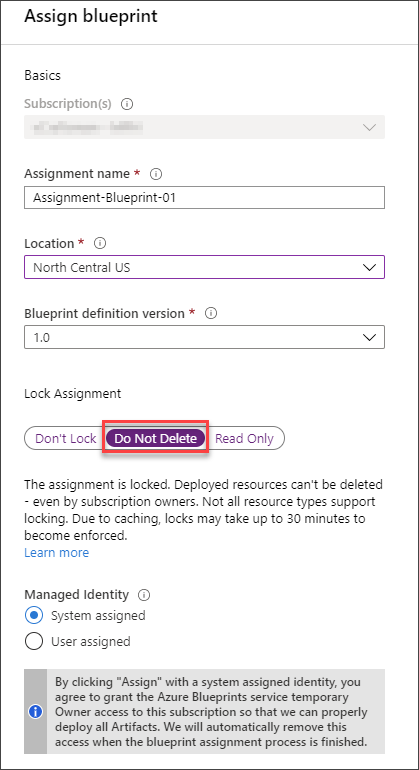 Assign blueprint
Basics
Subscription(s)
Assignment name *
Assignment-Blueprint-01
Location *
North Central US
Blueprint definition version *
1.0
Lock Assignment
Don't Lock Do Not Delete Read Only
The assignment is locked. Deployed resources can't be deleted
- even by subscription owners. Not all resource types support
locking. Due to caching, locks may take up to 30 minutes to
become enforced.
Learn more
Managed Identity
System assigned
User assigned
By clicking "Assign" with a system assigned identity, you
agree to grant the Azure Blueprints service temporary
Owner access to this subscription so that we can properly
deploy all Artifacts. We will automatically remove this
access when the blueprint assignment process is finished.